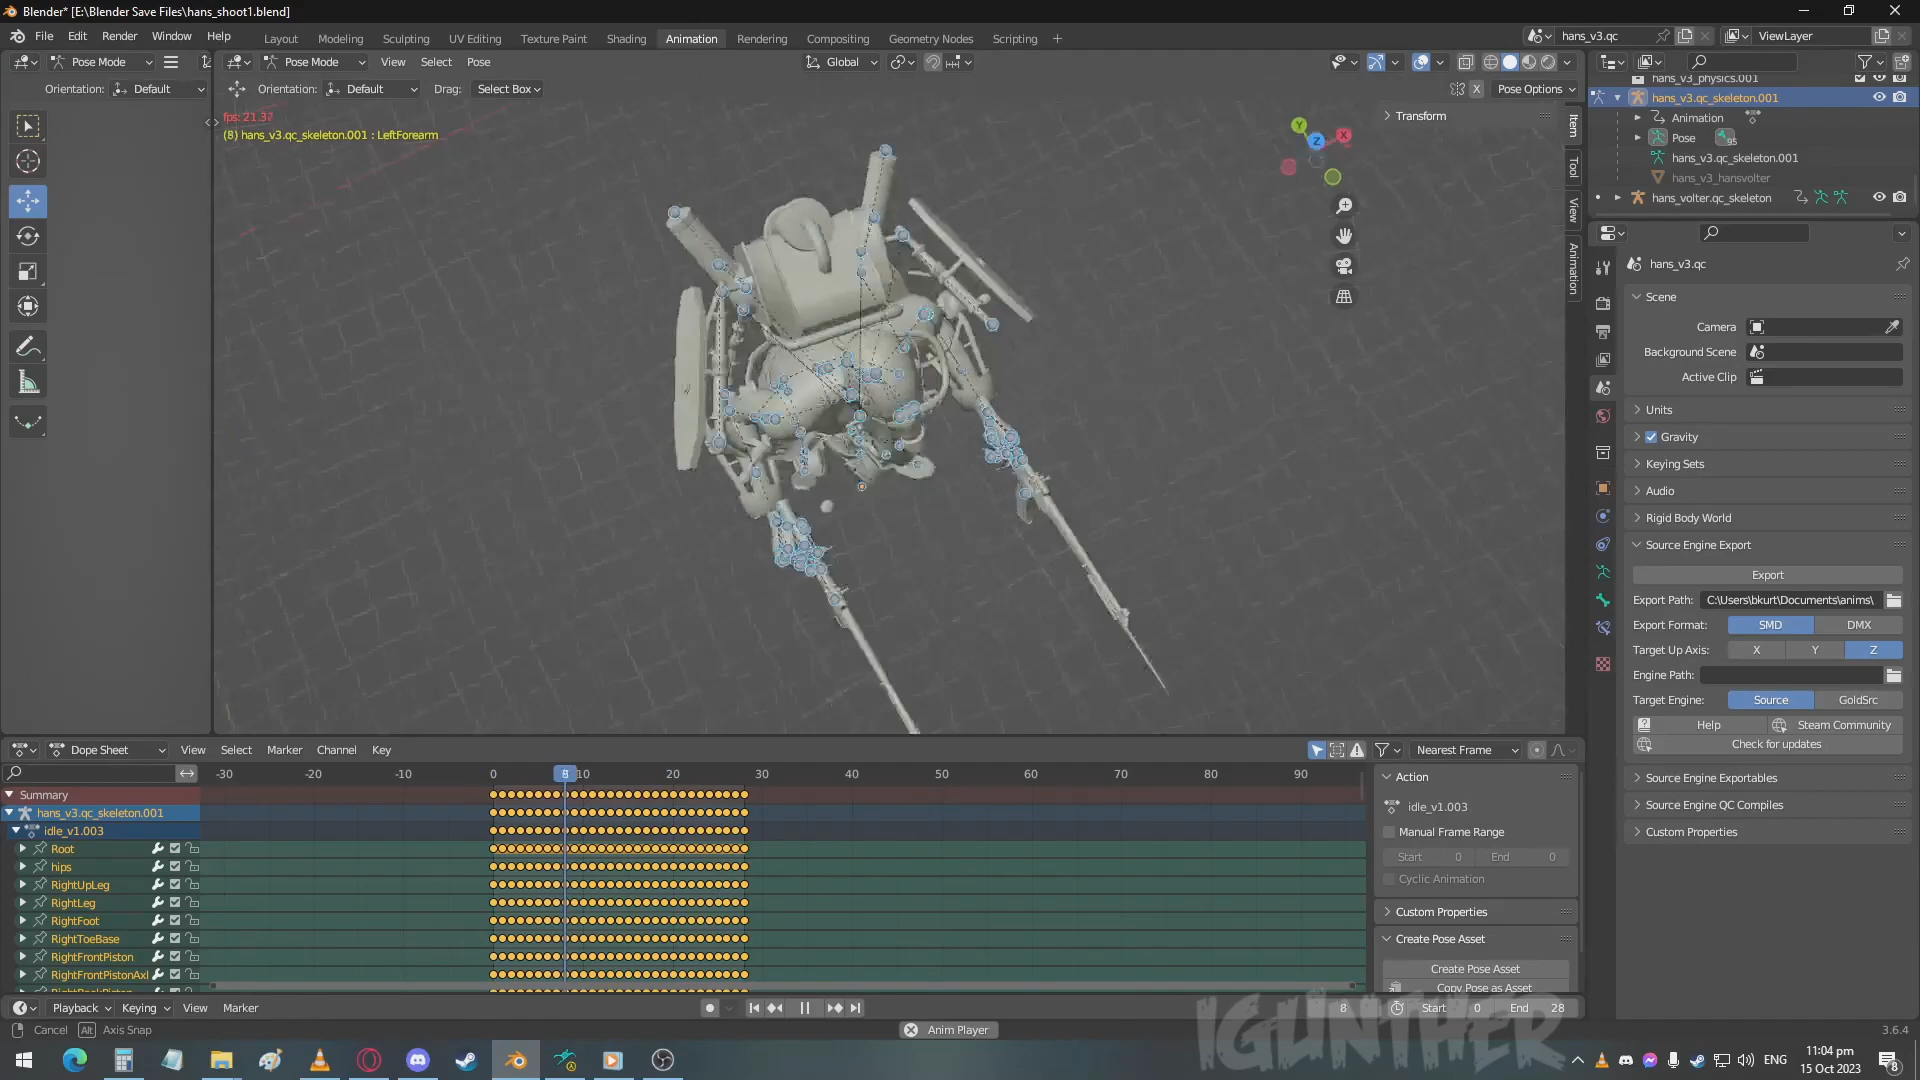 Blender* [E:\Blender Save Files\hans_shoot1.blend]
File Edit Render Window Help Layout Modeling Sculpting UV Editing Texture Paint Shading Animation Rendering Compositing Geometry Nodes Scripting + hans_v3.qc ViewLayer
Pose Mode Pose Mode View Select Pose Global
Orientation: Default Orientation: Default Drag: Select Box X Pose Options
fps: 21.37
(8) hans_v3.qc_skeleton.001 : LeftForearm
Transform
Item
Tool
View
Animation
Y
Z
X
hans_v3_physics.001
hans_v3.qc_skeleton.001
Animation
Pose 95
hans_v3.qc_skeleton.001
hans_v3_hansvolter
hans_volter.qc_skeleton
hans_v3.qc
Scene
Camera
Background Scene
Active Clip
Units
Gravity
Keying Sets
Audio
Rigid Body World
Source Engine Export
Export
Export Path: C:\Users\bkurt\Documents\anims\
Export Format: SMD DMX
Target Up Axis: X Y Z
Engine Path:
Target Engine: Source GoldSrc
Help Steam Community
Check for updates
Source Engine Exportables
Source Engine QC Compiles
Custom Properties
Dope Sheet View Select Marker Channel Key Nearest Frame
-30 -20 -10 0 8 10 20 30 40 50 60 70 80 90
Summary
hans_v3.qc_skeleton.001
idle_v1.003
Root
hips
RightUpLeg
RightLeg
RightFoot
RightToeBase
RightFrontPiston
RightFrontPistonAxl
RightBackPiston
Action
idle_v1.003
Manual Frame Range
Start 0 End 0
Cyclic Animation
Custom Properties
Create Pose Asset
Create Pose Asset
Copy Pose as Asset
Playback Keying View Marker 8 Start 0 End 28
Cancel Alt Axis Snap Anim Player 3.6.4
IGUNTHER
ENG 11:04 pm
15 Oct 2023 8